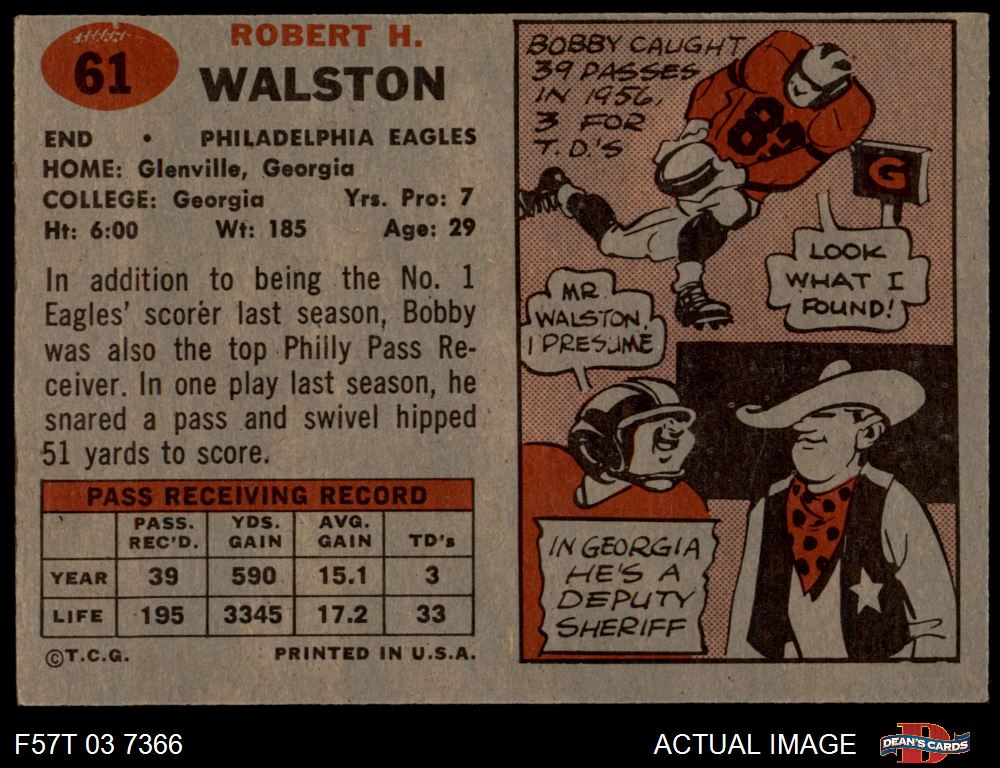 61
ROBERT H.
WALSTON
END • PHILADELPHIA EAGLES
HOME: Glenville, Georgia
COLLEGE: Georgia Yrs. Pro: 7
Ht: 6:00 Wt: 185 Age: 29
In addition to being the No. 1
Eagles' scorer last season, Bobby
was also the top Philly Pass Re-
ceiver. In one play last season, he
snared a pass and swivel hipped
51 yards to score.
PASS RECEIVING RECORD
PASS. REC'D. YDS. GAIN AVG. GAIN TD's
YEAR 39 590 15.1 3
LIFE 195 3345 17.2 33
©T.C.G. PRINTED IN U.S.A.
BOBBY CAUGHT
39 PASSES
IN 1956,
3 FOR
T.D.'S
83
G
LOOK
WHAT I
FOUND!
MR.
WALSTON,
I PRESUME
IN GEORGIA
HE'S A
DEPUTY
SHERIFF
F57T 03 7366
ACTUAL IMAGE
DEAN'S CARDS